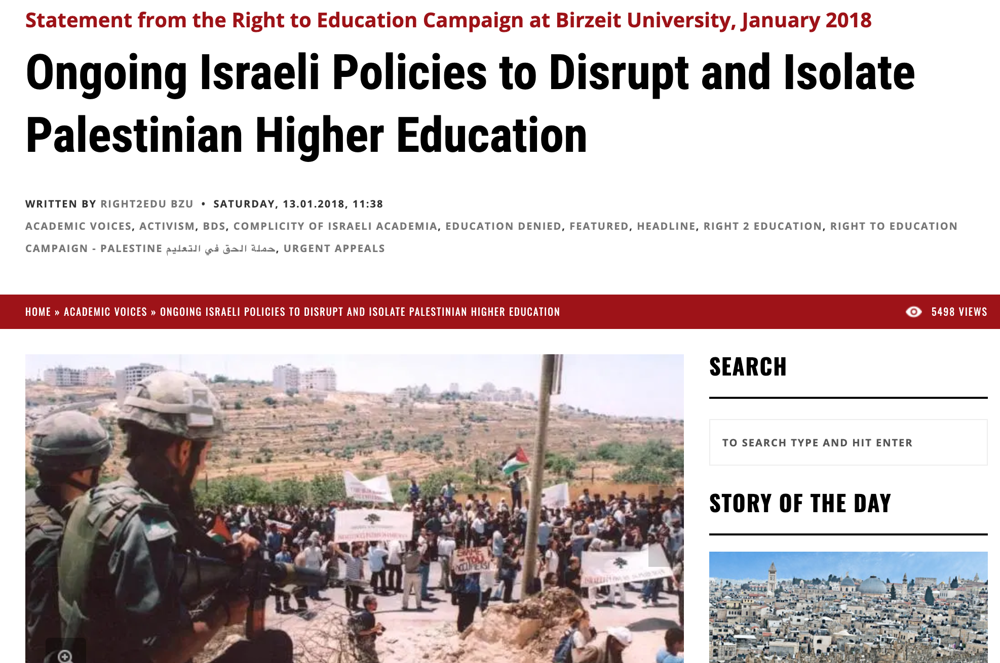 Statement from the Right to Education Campaign at Birzeit University, January 2018
Ongoing Israeli Policies to Disrupt and Isolate
Palestinian Higher Education
WRITTEN BY RIGHT2EDU BZU • SATURDAY, 13.01.2018, 11:38
ACADEMIC VOICES, ACTIVISM, BDS, COMPLICITY OF ISRAELI ACADEMIA, EDUCATION DENIED, FEATURED, HEADLINE, RIGHT 2 EDUCATION, RIGHT TO EDUCATION
CAMPAIGN - PALESTINE حملة الحق في التعليم, URGENT APPEALS
HOME » ACADEMIC VOICES » ONGOING ISRAELI POLICIES TO DISRUPT AND ISOLATE PALESTINIAN HIGHER EDUCATION
5498 VIEWS
SEARCH
TO SEARCH TYPE AND HIT ENTER
STORY OF THE DAY
YOU